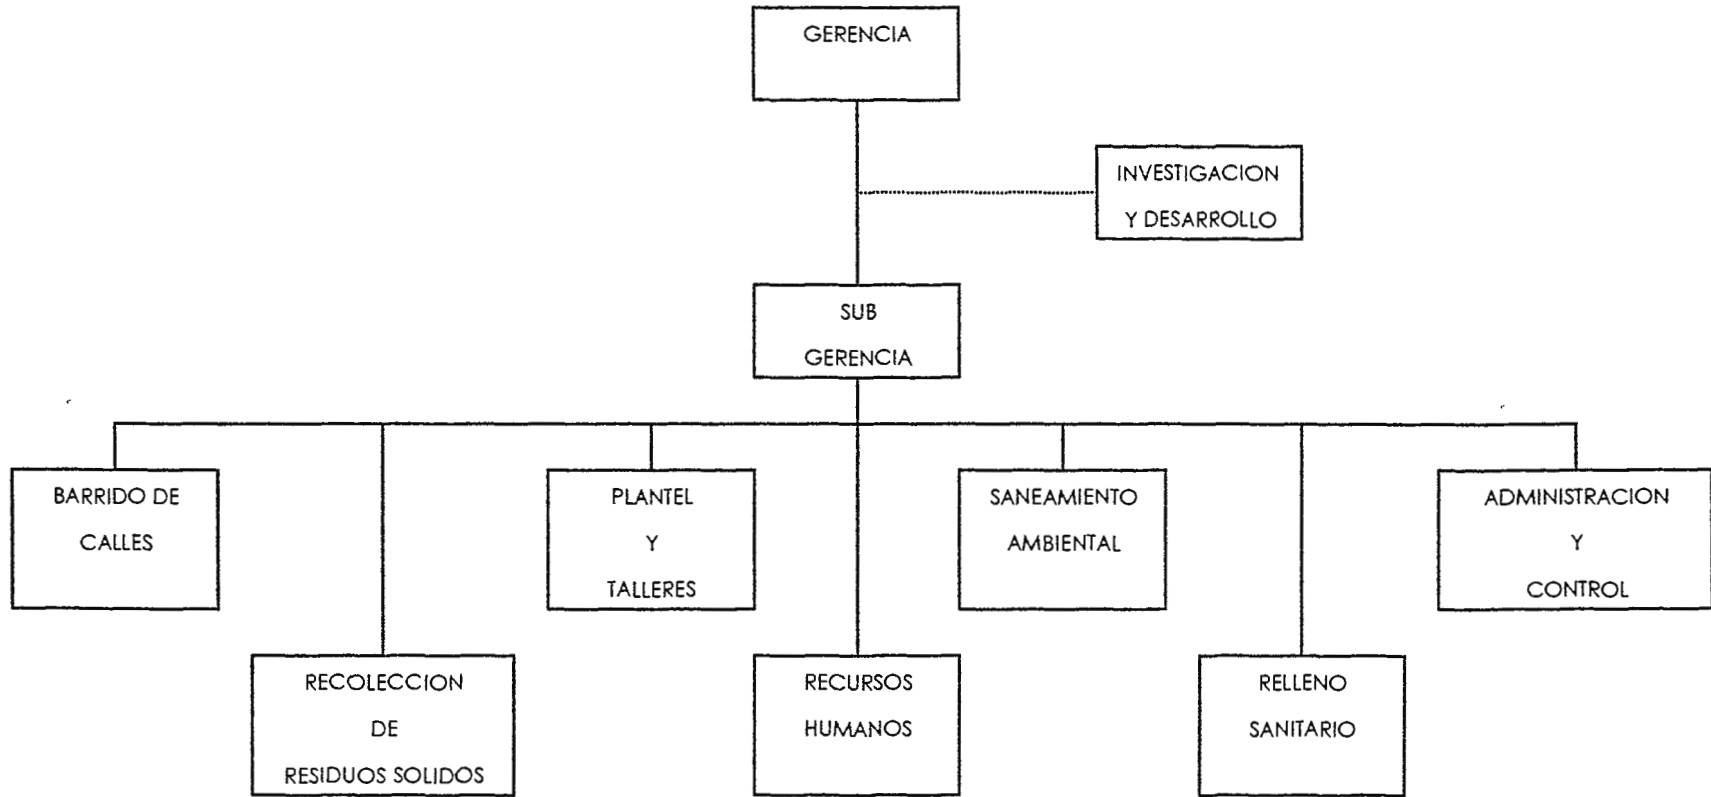 GERENCIA
INVESTIGACION
Y DESARROLLO
SUB
GERENCIA
BARRIDO DE
CALLES
PLANTEL
Y
TALLERES
SANEAMIENTO
AMBIENTAL
ADMINISTRACION
Y
CONTROL
RECOLECCION
DE
RESIDUOS SOLIDOS
RECURSOS
HUMANOS
RELLENO
SANITARIO